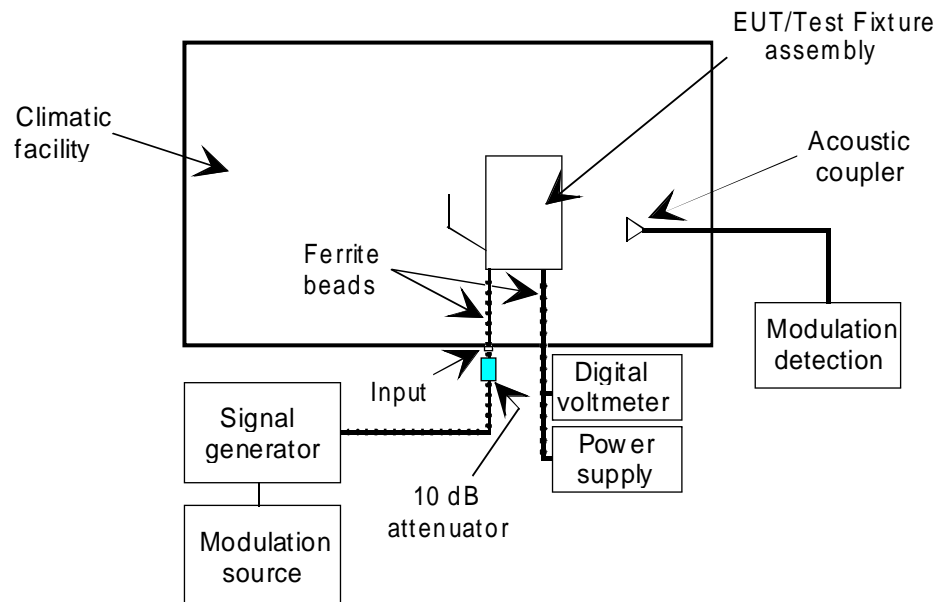 EUT/Test Fixture
assembly
Climatic
facility
Acoustic
coupler
Ferrite
beads
Modulation
detection
Input
Digital
voltmeter
Signal
generator
Power
supply
10 dB
attenuator
Modulation
source